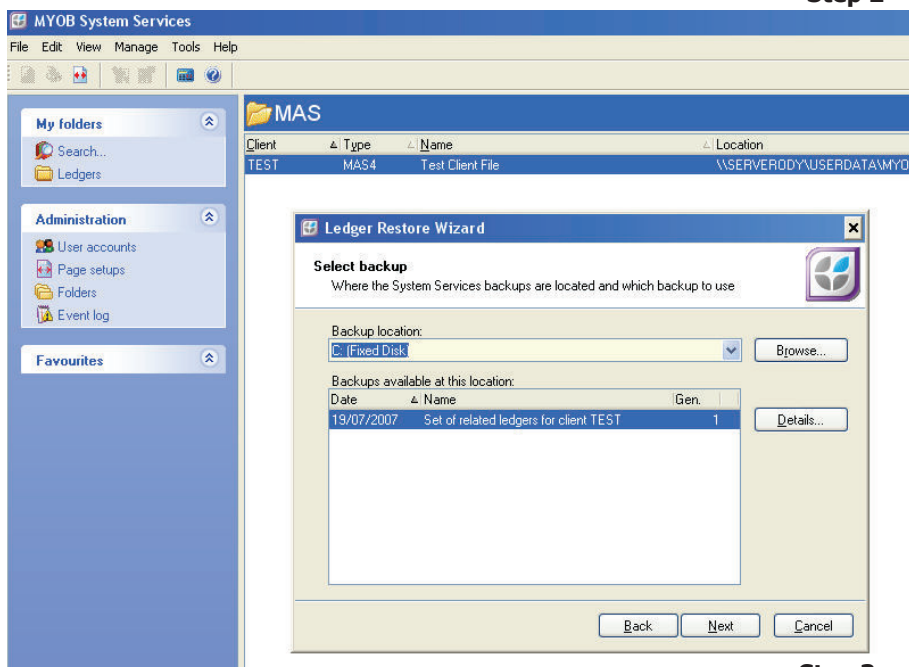 MYOB System Services
File Edit View Manage Tools Help
My folders
Search...
Ledgers
Administration
User accounts
Page setups
Folders
Event log
Favourites
MAS
Client Type Name Location
TEST MAS4 Test Client File \\SERVERODY\USERDATA\MYO
Ledger Restore Wizard
Select backup
Where the System Services backups are located and which backup to use
Backup location:
C: (Fixed Disk)
Browse...
Backups available at this location:
Date Name Gen.
19/07/2007 Set of related ledgers for client TEST 1
Details...
Back Next Cancel